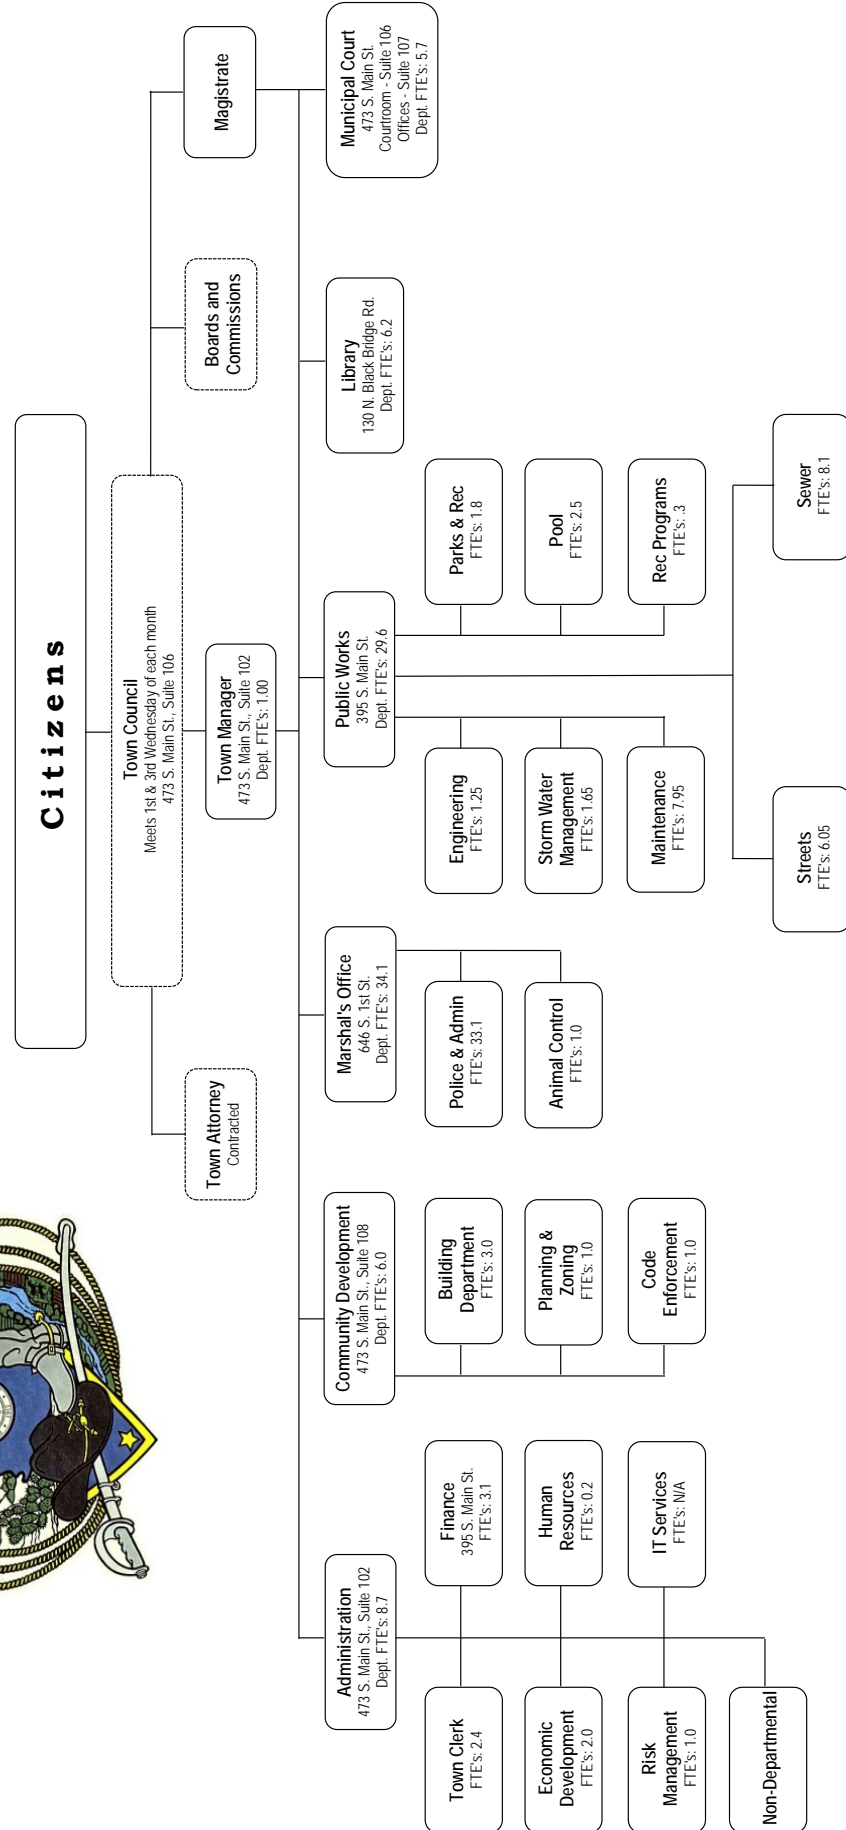 Citizens
Town Council
Meets 1st & 3rd Wednesday of each month
473 S. Main St., Suite 106
Town Attorney
Contracted
Town Manager
473 S. Main St., Suite 102
Dept. FTE's: 1.00
Boards and
Commissions
Magistrate
Administration
473 S. Main St., Suite 102
Dept. FTE's: 8.7
Community Development
473 S. Main St., Suite 108
Dept. FTE's: 6.0
Marshal's Office
646 S. 1st St.
Dept. FTE's: 34.1
Public Works
395 S. Main St.
Dept. FTE's: 29.6
Library
130 N. Black Bridge Rd.
Dept. FTE's: 6.2
Municipal Court
473 S. Main St.
Courtroom - Suite 106
Offices - Suite 107
Dept. FTE's: 5.7
Town Clerk
FTE's: 2.4
Finance
395 S. Main St.
FTE's: 3.1
Building
Department
FTE's: 3.0
Police & Admin
FTE's: 33.1
Engineering
FTE's: 1.25
Parks & Rec
FTE's: 1.8
Economic
Development
FTE's: 2.0
Human
Resources
FTE's: 0.2
Planning &
Zoning
FTE's: 1.0
Animal Control
FTE's: 1.0
Storm Water
Management
FTE's: 1.65
Pool
FTE's: 2.5
Risk
Management
FTE's: 1.0
IT Services
FTE's: N/A
Code
Enforcement
FTE's: 1.0
Maintenance
FTE's: 7.95
Rec Programs
FTE's: .3
Non-Departmental
Streets
FTE's: 6.05
Sewer
FTE's: 8.1